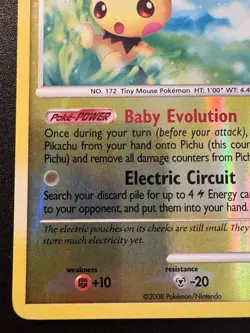 NO. 172 Tiny Mouse Pokémon HT: 1'00" WT: 4.4
Poké-POWER Baby Evolution
Once during your turn (before your attack),
Pikachu from your hand onto Pichu (this cou
Pichu) and remove all damage counters from Pich
Electric Circuit
Search your discard pile for up to 4 Energy ca
to your opponent, and put them into your hand.
The electric pouches on its cheeks are still small. They
store much electricity yet.
weakness resistance
+10 -20
©2008 Pokémon/Nintendo